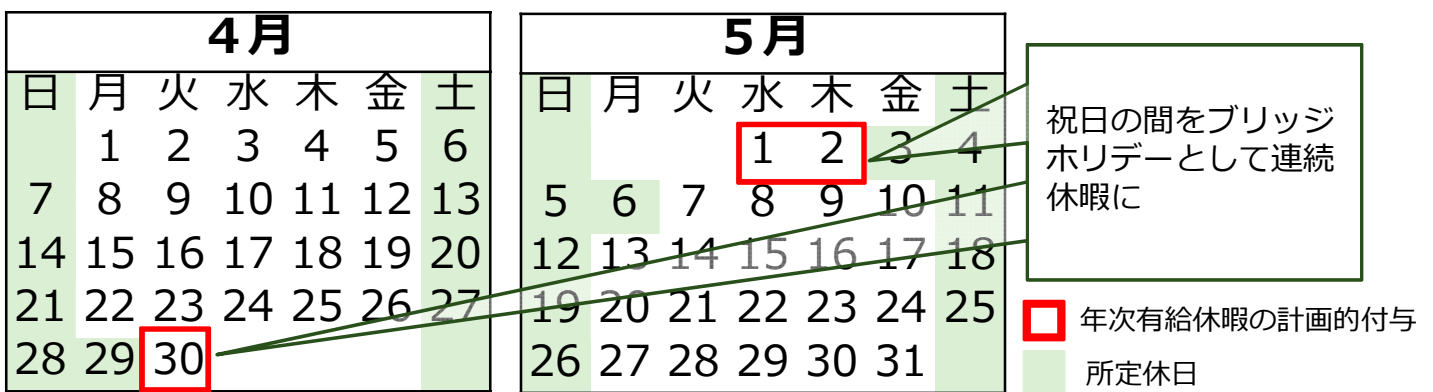 4月
日 月 火 水 木 金 土
1 2 3 4 5 6
7 8 9 10 11 12 13
14 15 16 17 18 19 20
21 22 23 24 25 26 27
28 29 30
5月
日 月 火 水 木 金 土
1 2 3 4
5 6 7 8 9 10 11
12 13 14 15 16 17 18
19 20 21 22 23 24 25
26 27 28 29 30 31
祝日の間をブリッジ
ホリデーとして連続
休暇に
年次有給休暇の計画的付与
所定休日